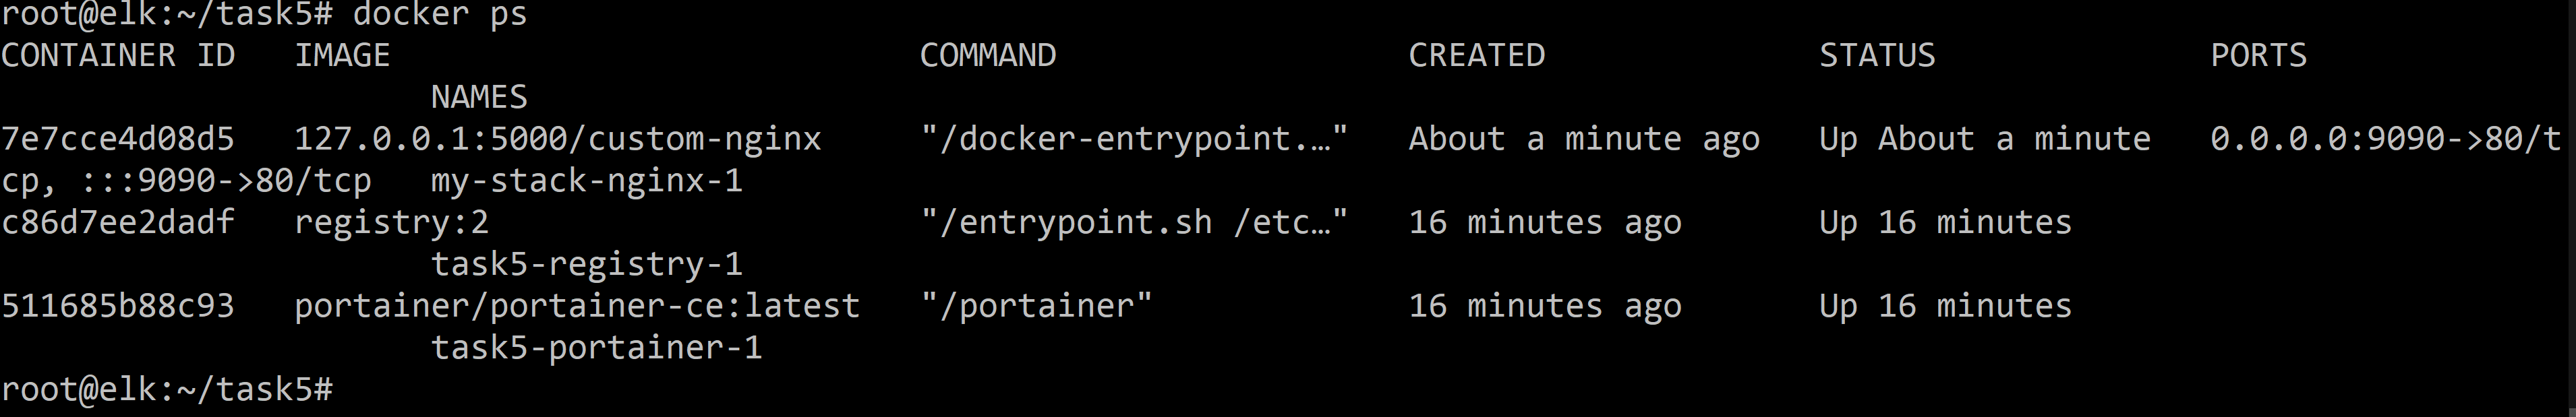 root@elk:~/task5# docker ps
CONTAINER ID   IMAGE                           COMMAND                  CREATED              STATUS              PORTS
                      NAMES
7e7cce4d08d5   127.0.0.1:5000/custom-nginx     "/docker-entrypoint.…"   About a minute ago   Up About a minute   0.0.0.0:9090->80/t
cp, :::9090->80/tcp   my-stack-nginx-1
c86d7ee2dadf   registry:2                      "/entrypoint.sh /etc…"   16 minutes ago       Up 16 minutes
                      task5-registry-1
511685b88c93   portainer/portainer-ce:latest   "/portainer"             16 minutes ago       Up 16 minutes
                      task5-portainer-1
root@elk:~/task5#